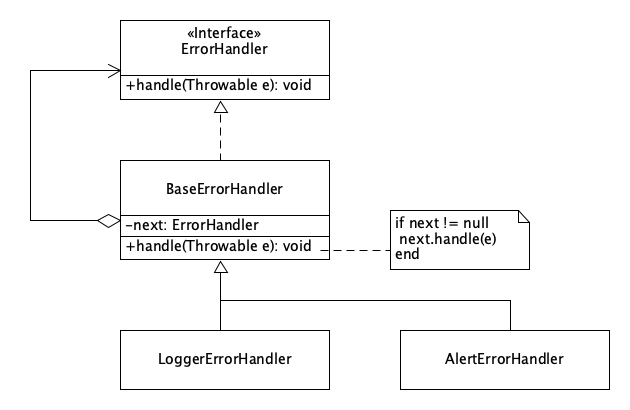 «Interface»
ErrorHandler
+handle(Throwable e): void
BaseErrorHandler
-next: ErrorHandler
+handle(Throwable e): void
if next != null
next.handle(e)
end
LoggerErrorHandler
AlertErrorHandler